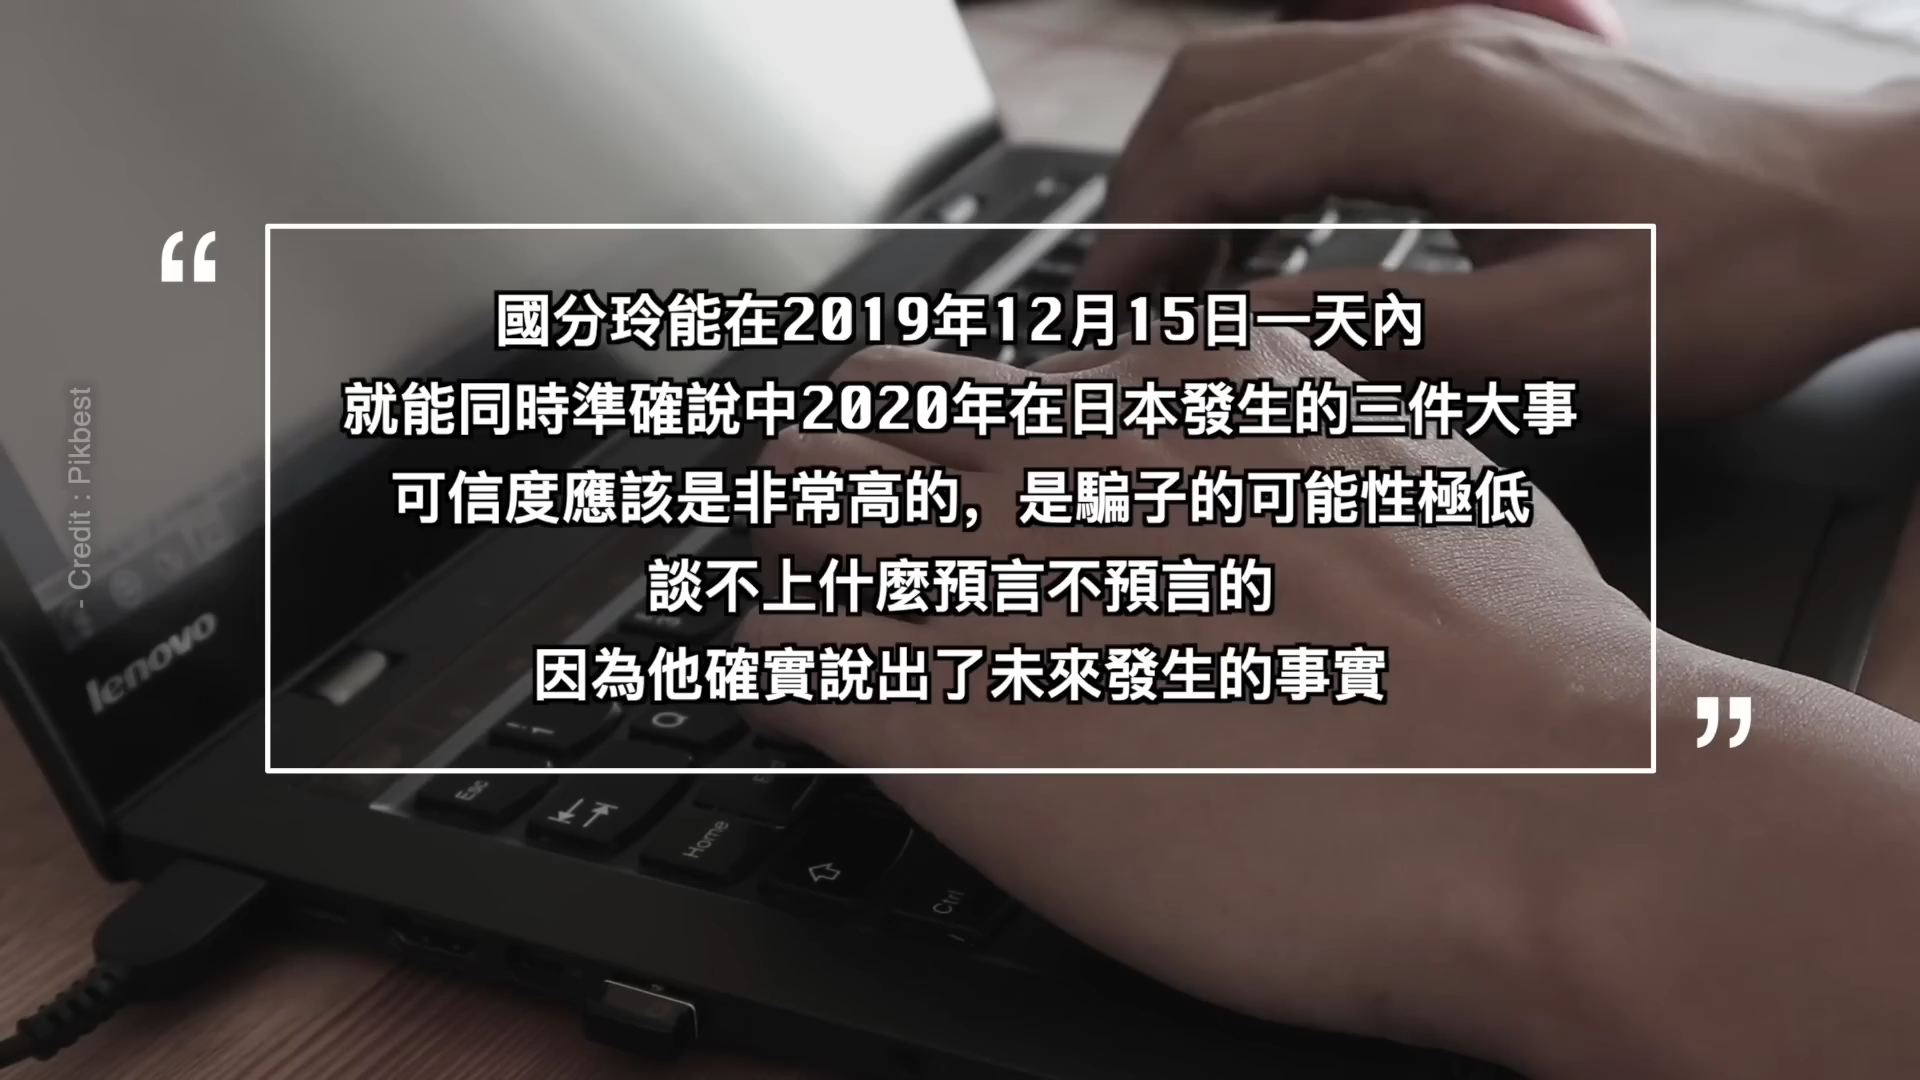 “
國分玲能在2019年12月15日一天內
就能同時準確說中2020年在日本發生的三件大事
可信度應該是非常高的，是騙子的可能性極低
談不上什麼預言不預言的
因為他確實說出了未來發生的事實
”
- Credit : Pikbest
lenovo
Esc
Home
Ctrl